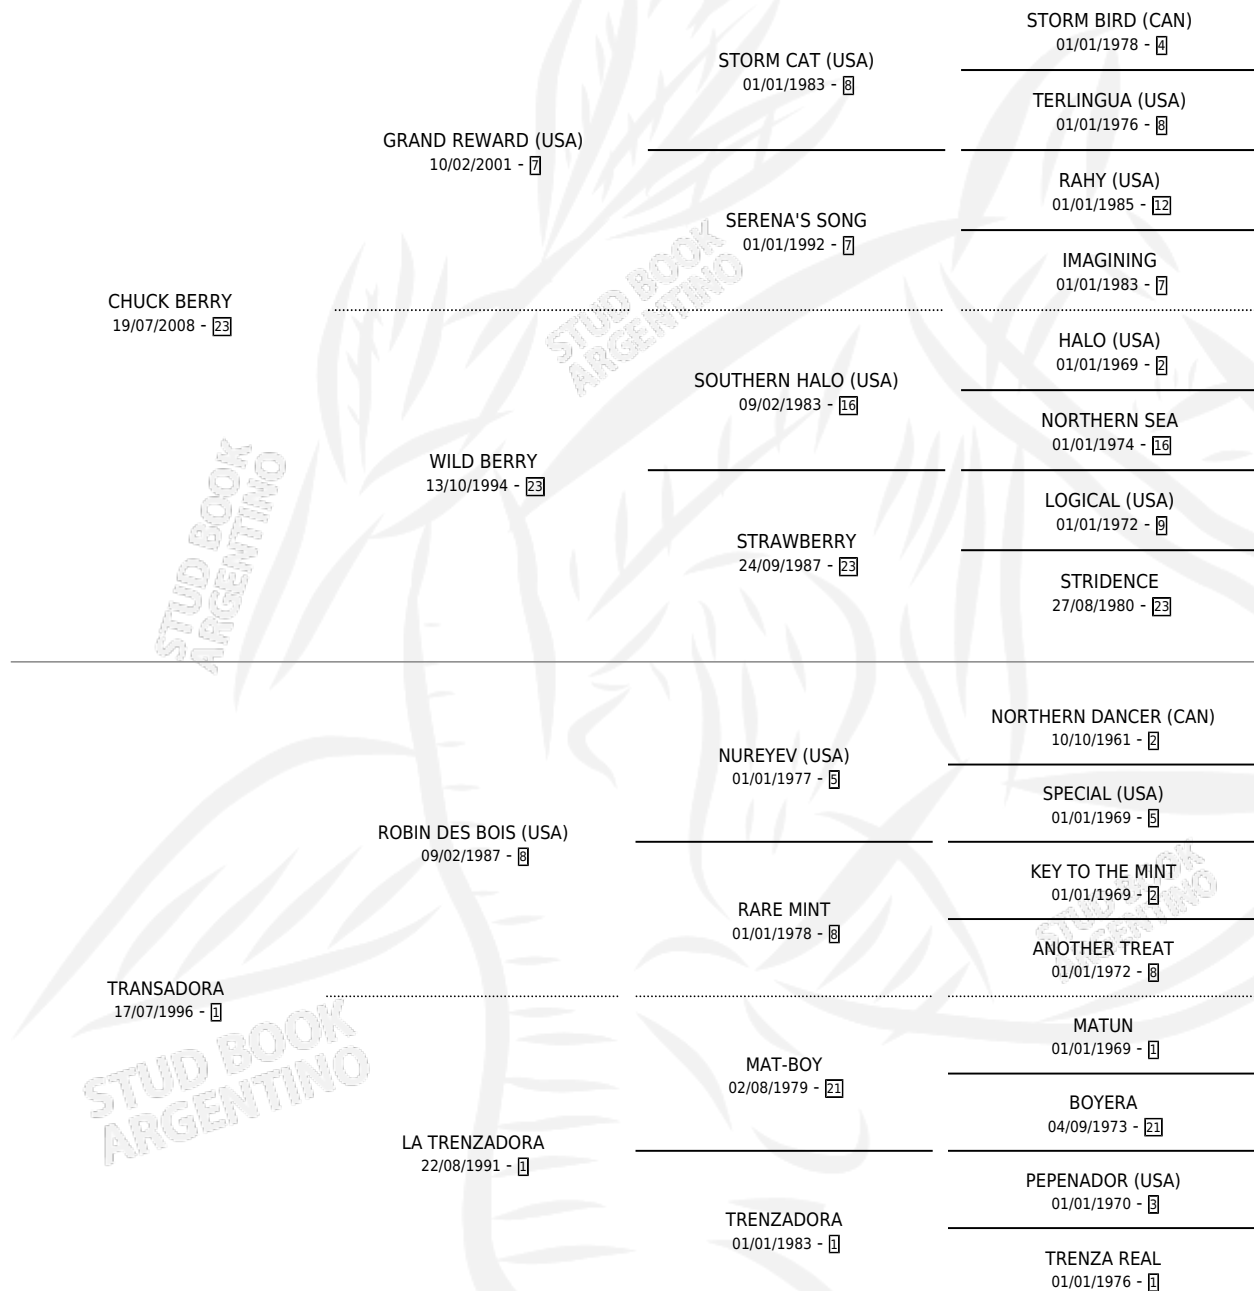 STORM BIRD (CAN)
01/01/1978 - 4
STORM CAT (USA)
01/01/1983 - 8
TERLINGUA (USA)
01/01/1976 - 8
GRAND REWARD (USA)
10/02/2001 - 7
RAHY (USA)
01/01/1985 - 12
SERENA'S SONG
01/01/1992 - 7
IMAGINING
01/01/1983 - 7
CHUCK BERRY
19/07/2008 - 23
HALO (USA)
01/01/1969 - 2
SOUTHERN HALO (USA)
09/02/1983 - 16
NORTHERN SEA
01/01/1974 - 16
WILD BERRY
13/10/1994 - 23
LOGICAL (USA)
01/01/1972 - 9
STRAWBERRY
24/09/1987 - 23
STRIDENCE
27/08/1980 - 23
NORTHERN DANCER (CAN)
10/10/1961 - 2
NUREYEV (USA)
01/01/1977 - 5
SPECIAL (USA)
01/01/1969 - 5
ROBIN DES BOIS (USA)
09/02/1987 - 8
KEY TO THE MINT
01/01/1969 - 2
RARE MINT
01/01/1978 - 8
ANOTHER TREAT
01/01/1972 - 8
TRANSADORA
17/07/1996 - 1
MATUN
01/01/1969 - 1
MAT-BOY
02/08/1979 - 21
BOYERA
04/09/1973 - 21
LA TRENZADORA
22/08/1991 - 1
PEPENADOR (USA)
01/01/1970 - 3
TRENZADORA
01/01/1983 - 1
TRENZA REAL
01/01/1976 - 1
STUD BOOK
ARGENTINO
STUD BOOK
ARGENTINO
STUD BOOK
ARGENTINO
STUD BOOK
ARGENTINO